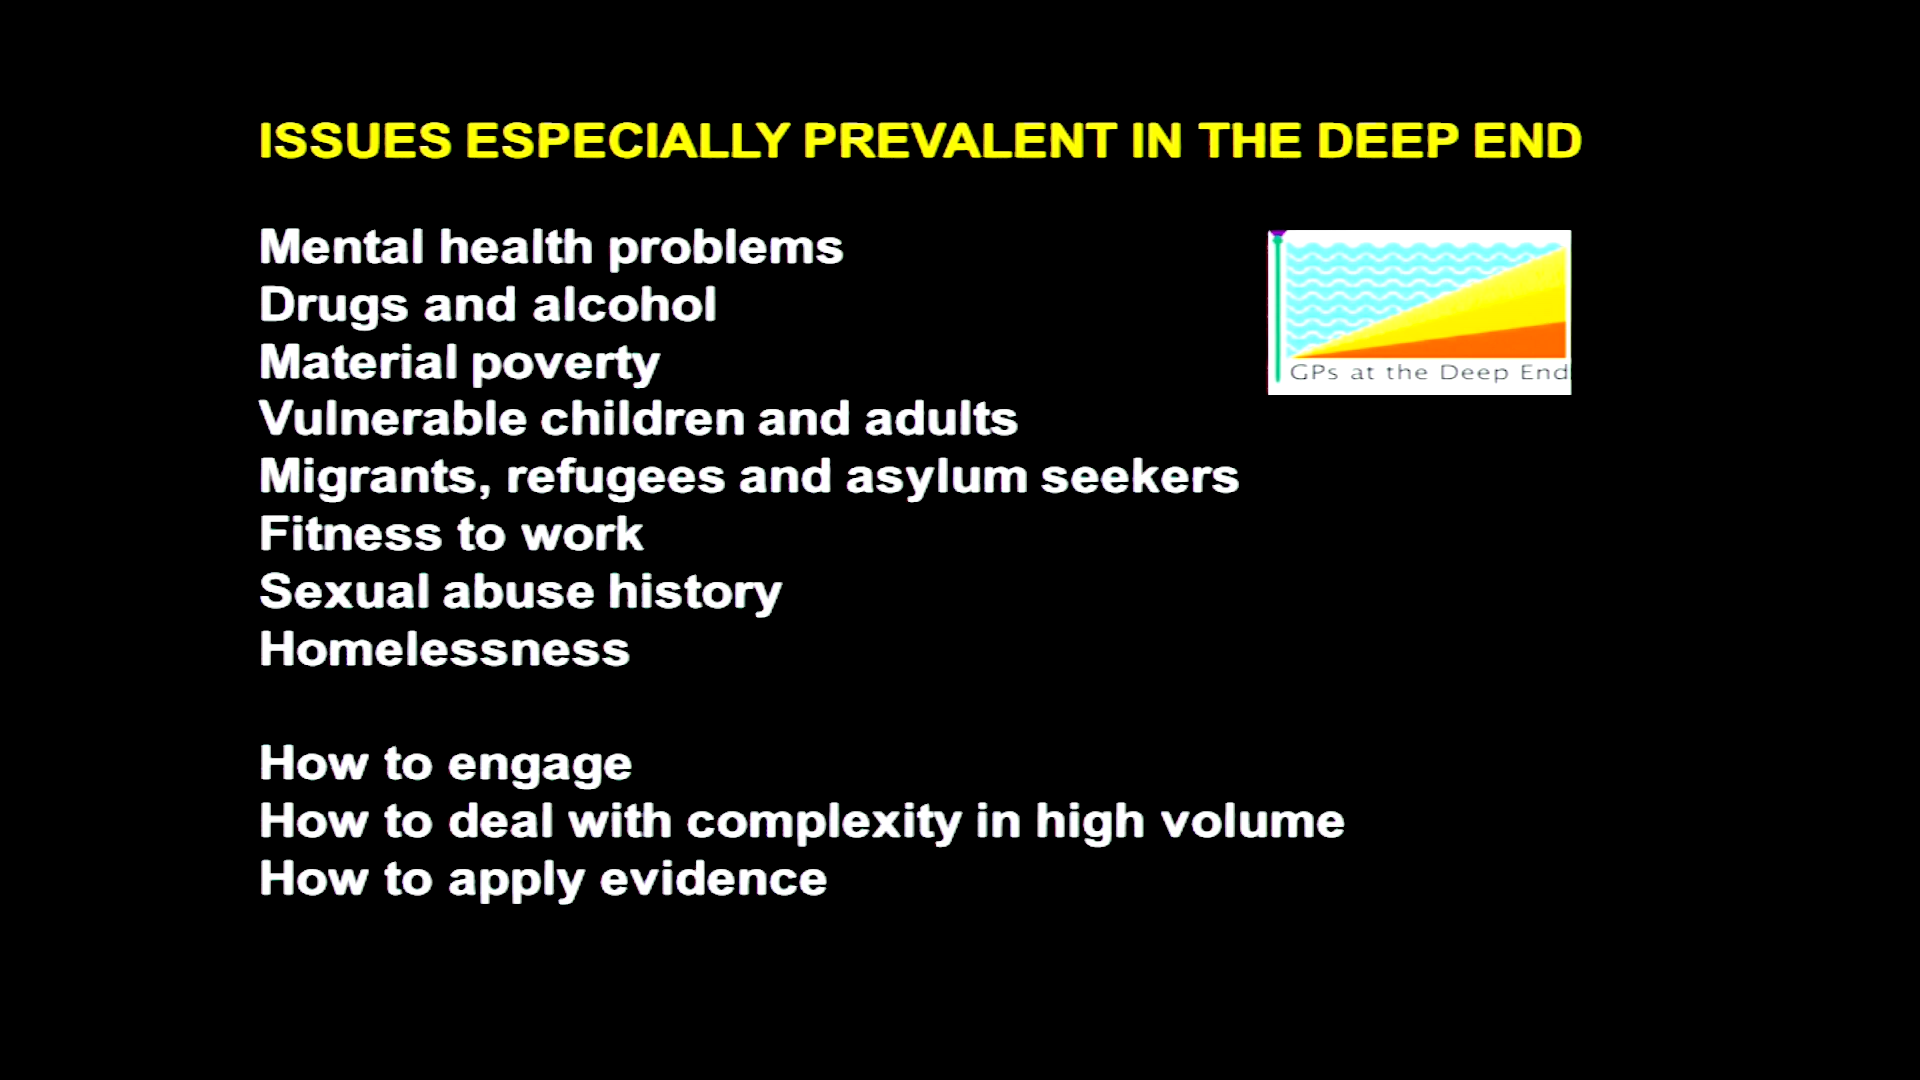 ISSUES ESPECIALLY PREVALENT IN THE DEEP END
Mental health problems
Drugs and alcohol
Material poverty
Vulnerable children and adults
Migrants, refugees and asylum seekers
Fitness to work
Sexual abuse history
Homelessness
GPs at the Deep End
How to engage
How to deal with complexity in high volume
How to apply evidence